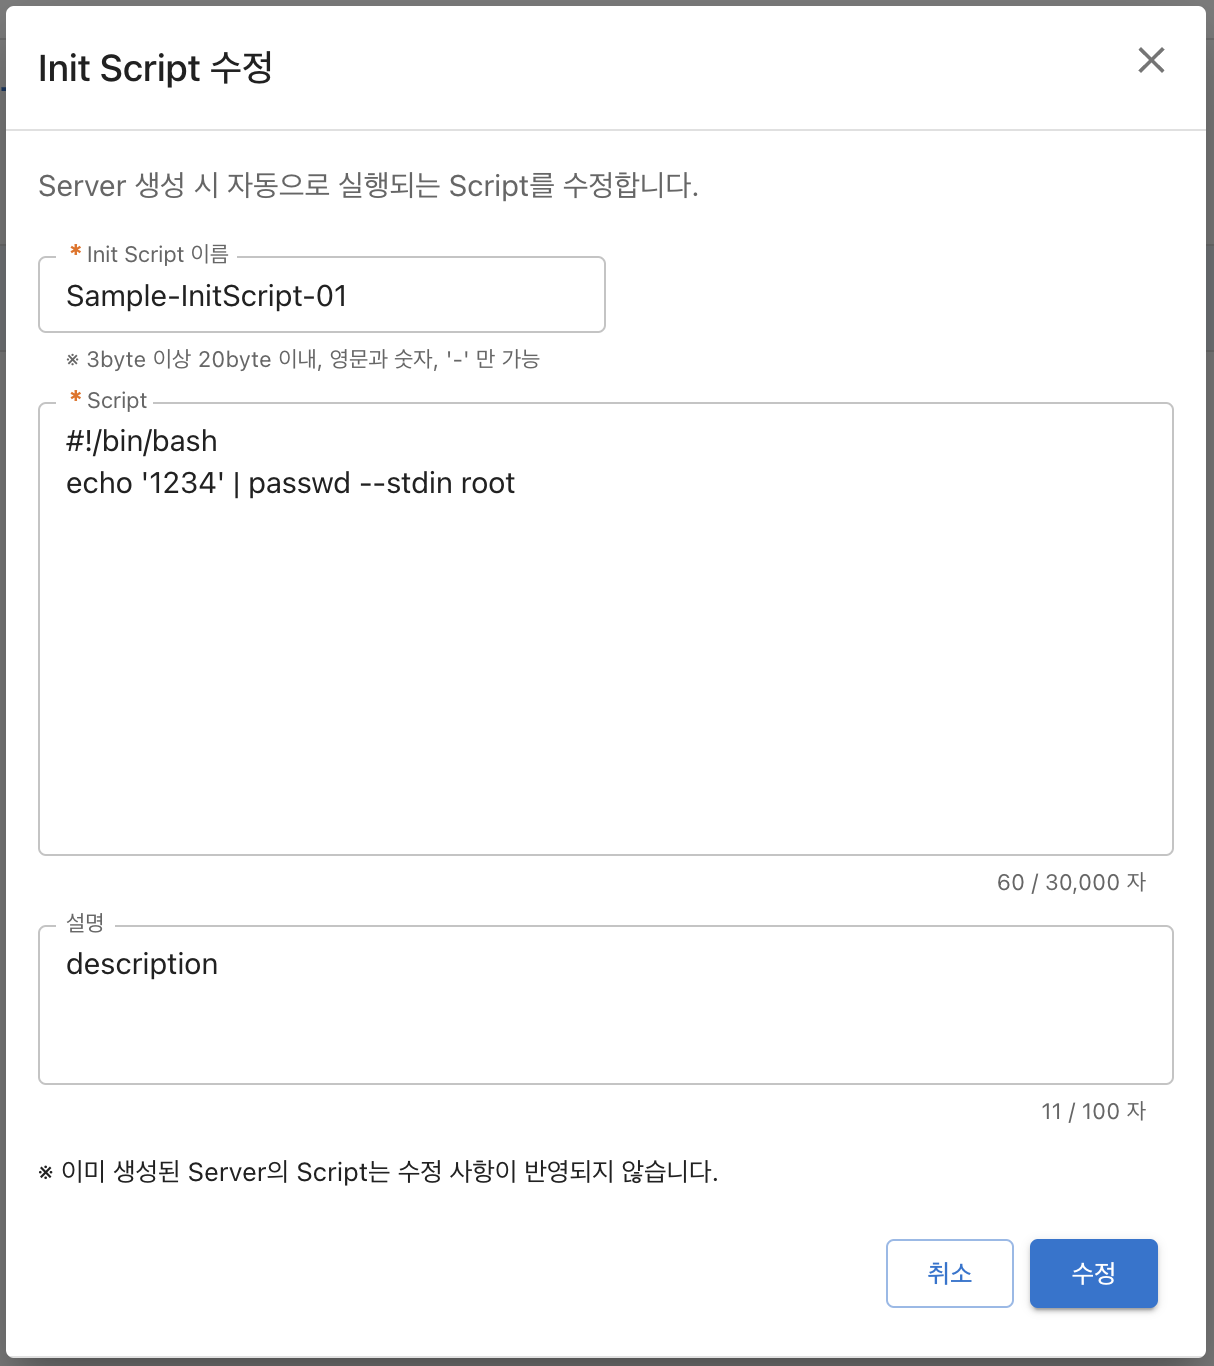 Init Script 수정
Server 생성 시 자동으로 실행되는 Script를 수정합니다.
* Init Script 이름
Sample-InitScript-01
※ 3byte 이상 20byte 이내, 영문과 숫자, '-' 만 가능
* Script
#!/bin/bash
echo '1234' | passwd --stdin root
60 / 30,000 자
설명
description
11 / 100 자
※ 이미 생성된 Server의 Script는 수정 사항이 반영되지 않습니다.
취소
수정